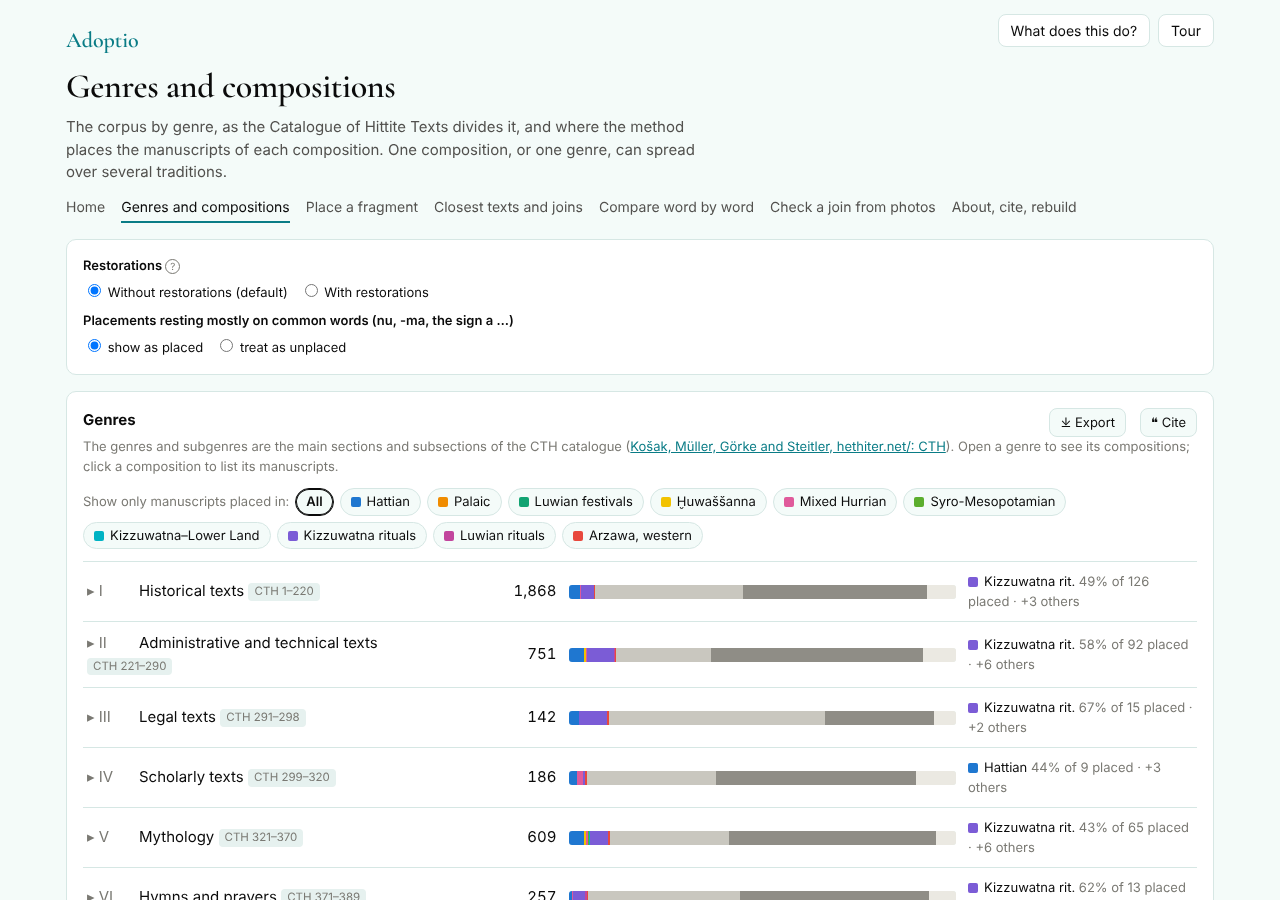 Adoptio
What does this do?
Tour
Genres and compositions
The corpus by genre, as the Catalogue of Hittite Texts divides it, and where the method
places the manuscripts of each composition. One composition, or one genre, can spread
over several traditions.
Home Genres and compositions Place a fragment Closest texts and joins Compare word by word Check a join from photos About, cite, rebuild
Restorations ?
Without restorations (default) With restorations
Placements resting mostly on common words (nu, -ma, the sign a ...)
show as placed treat as unplaced
Genres
Export ❝ Cite
The genres and subgenres are the main sections and subsections of the CTH catalogue (Košak, Müller, Görke and Steitler, hethiter.net/: CTH). Open a genre to see its compositions;
click a composition to list its manuscripts.
Show only manuscripts placed in: All Hattian Palaic Luwian festivals Ḫuwaššanna Mixed Hurrian Syro-Mesopotamian
Kizzuwatna–Lower Land Kizzuwatna rituals Luwian rituals Arzawa, western
▸ I Historical texts CTH 1–220 1,868 Kizzuwatna rit. 49% of 126
placed · +3 others
▸ II Administrative and technical texts
CTH 221–290
751 Kizzuwatna rit. 58% of 92 placed
· +6 others
▸ III Legal texts CTH 291–298 142 Kizzuwatna rit. 67% of 15 placed ·
+2 others
▸ IV Scholarly texts CTH 299–320 186 Hattian 44% of 9 placed · +3
others
▸ V Mythology CTH 321–370 609 Kizzuwatna rit. 43% of 65 placed
· +6 others
▸ VI Hymns and prayers CTH 371–389 257 Kizzuwatna rit. 62% of 13 placed